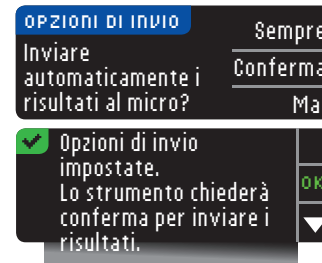 OPZIONI DI INVIO
Sempre
Inviare
automaticamente i
Conferma
risultati al micro?
Ma
Opzioni di invio
impostate.
Lo strumento chiederà
OK
conferma per inviare i
risultati.